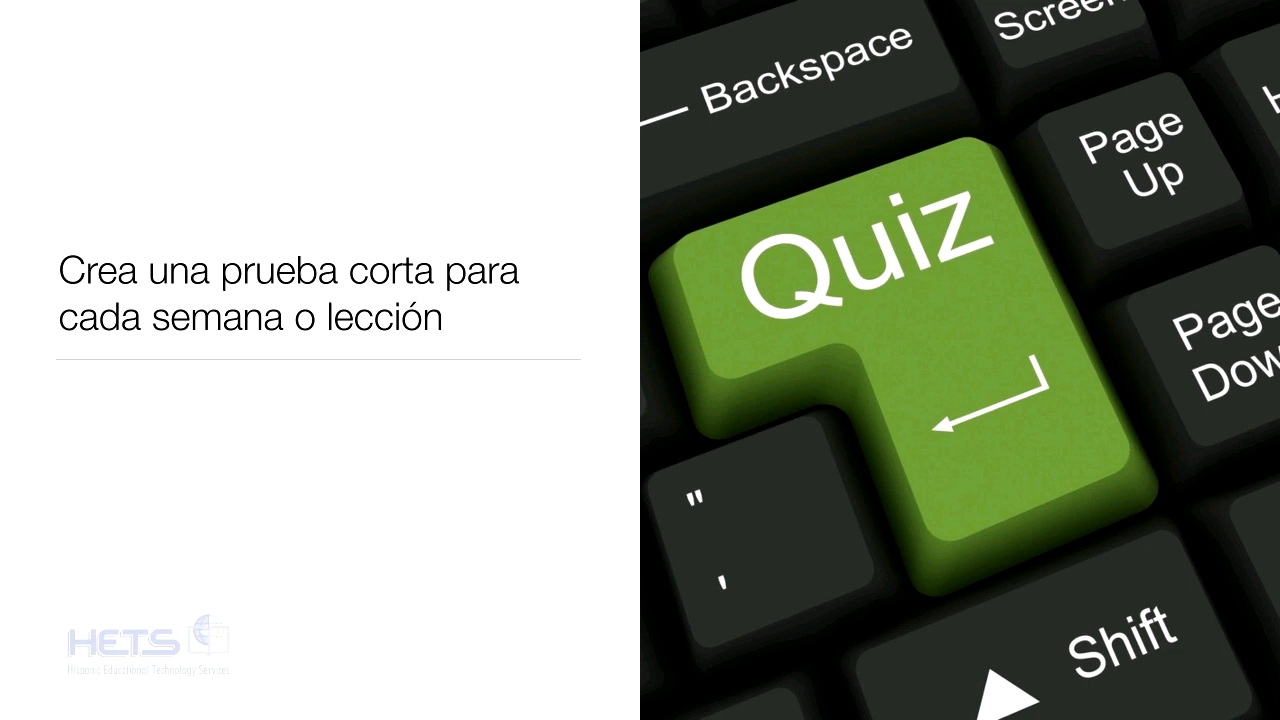 Crea una prueba corta para
cada semana o lección
HETS
Hispanic Educational Technology Services
Backspace
Screen
Page
Up
Quiz
Page
"
'
Shift